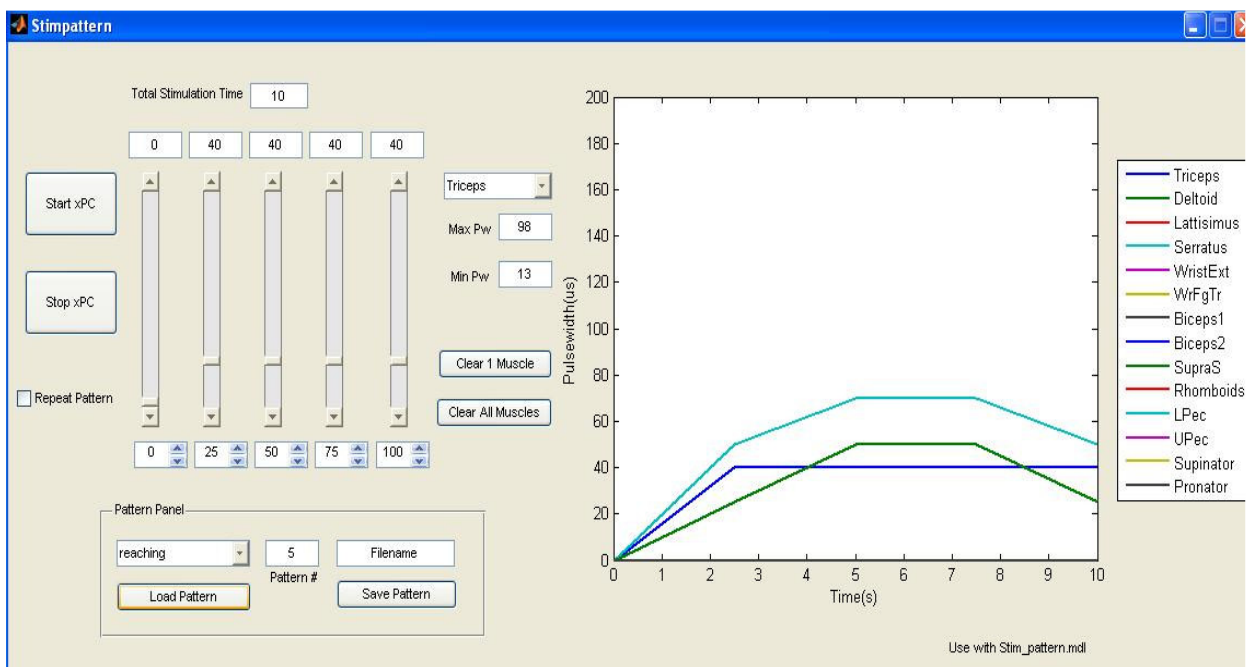 Stimpattern
Total Stimulation Time 10
0 40 40 40 40
Start xPC
Stop xPC
Repeat Pattern
0 25 50 75 100
Triceps
Max Pw 98
Min Pw 13
Clear 1 Muscle
Clear All Muscles
Pattern Panel
reaching 5 Filename
Pattern #
Load Pattern Save Pattern
200
180
160
140
120
100
80
60
40
20
0
Pulsewidth(us)
0 1 2 3 4 5 6 7 8 9 10
Time(s)
Triceps
Deltoid
Lattisimus
Serratus
WristExt
WrFgTr
Biceps1
Biceps2
SupraS
Rhomboids
LPec
UPec
Supinator
Pronator
Use with Stim_pattern.mdl